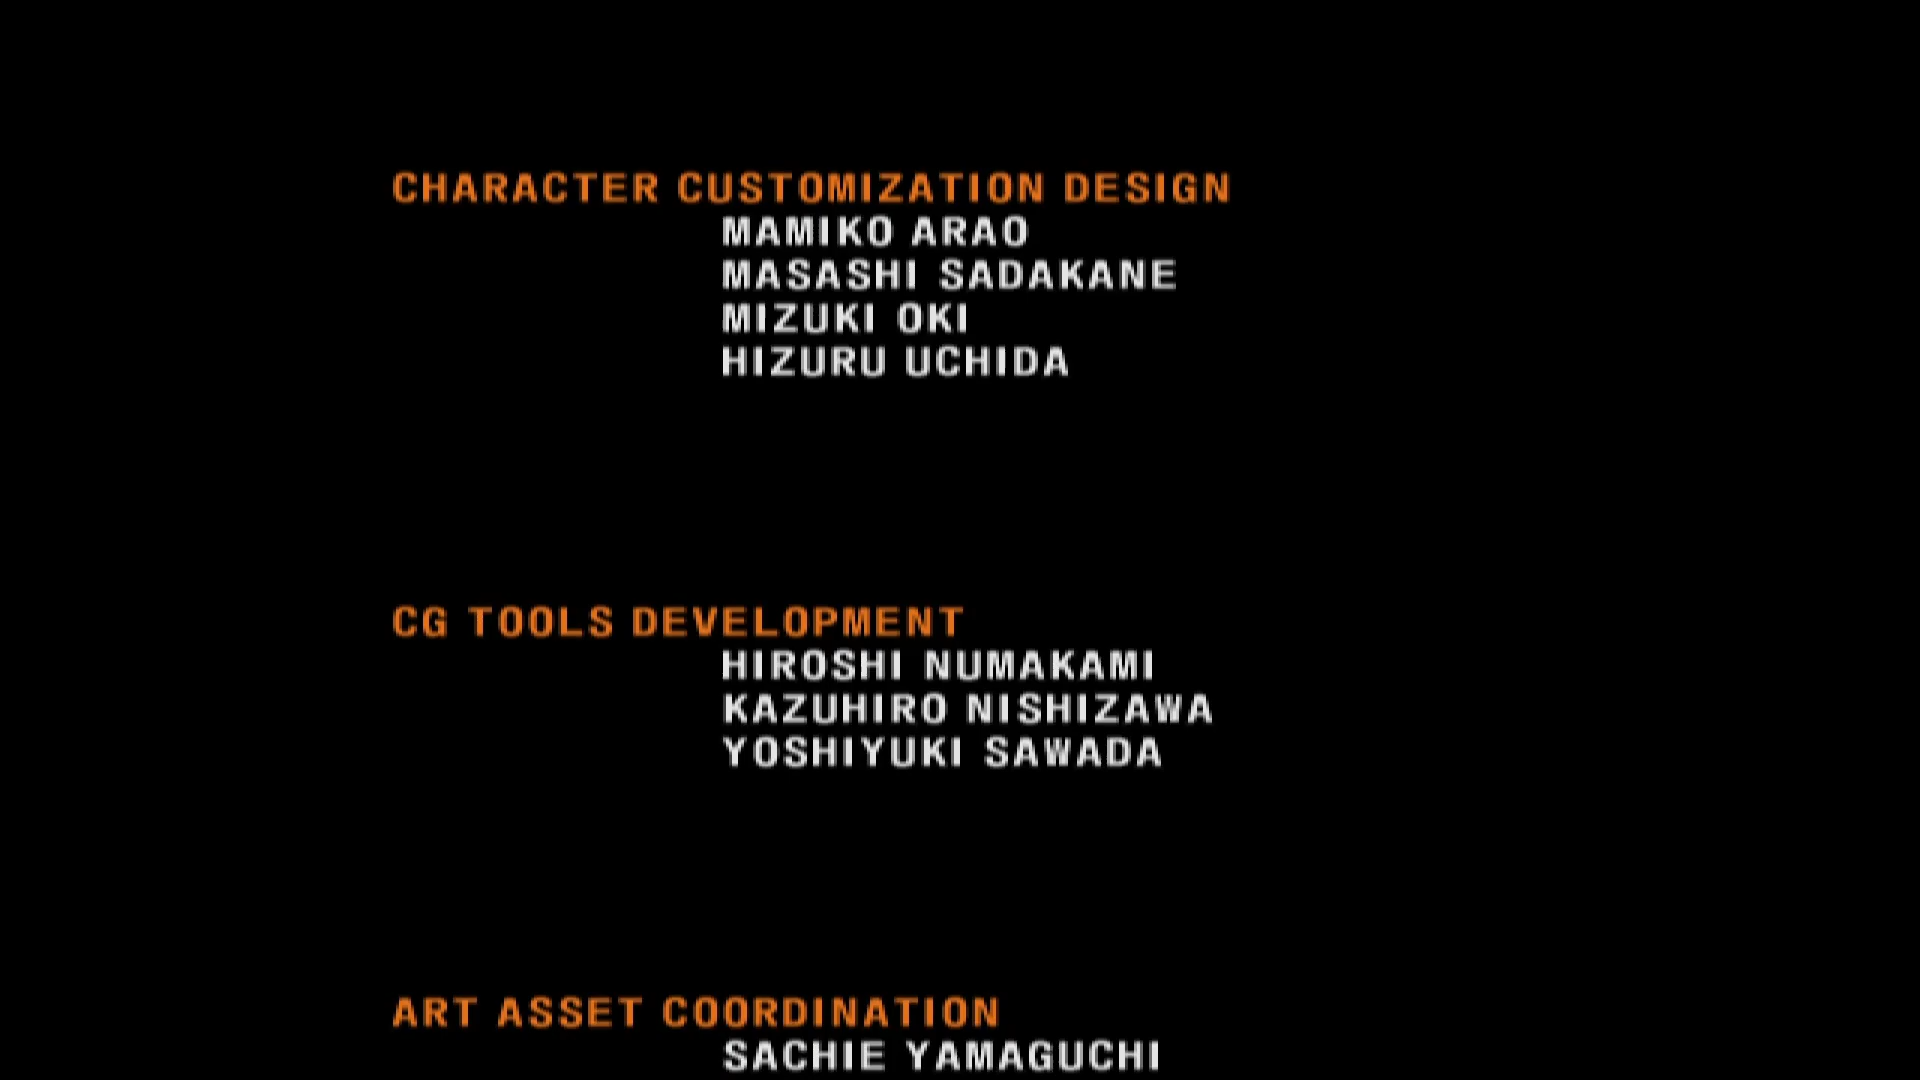 CHARACTER CUSTOMIZATION DESIGN
MAMIKO ARAO
MASASHI SADAKANE
MIZUKI OKI
HIZURU UCHIDA
CG TOOLS DEVELOPMENT
HIROSHI NUMAKAMI
KAZUHIRO NISHIZAWA
YOSHIYUKI SAWADA
ART ASSET COORDINATION
SACHIE YAMAGUCHI